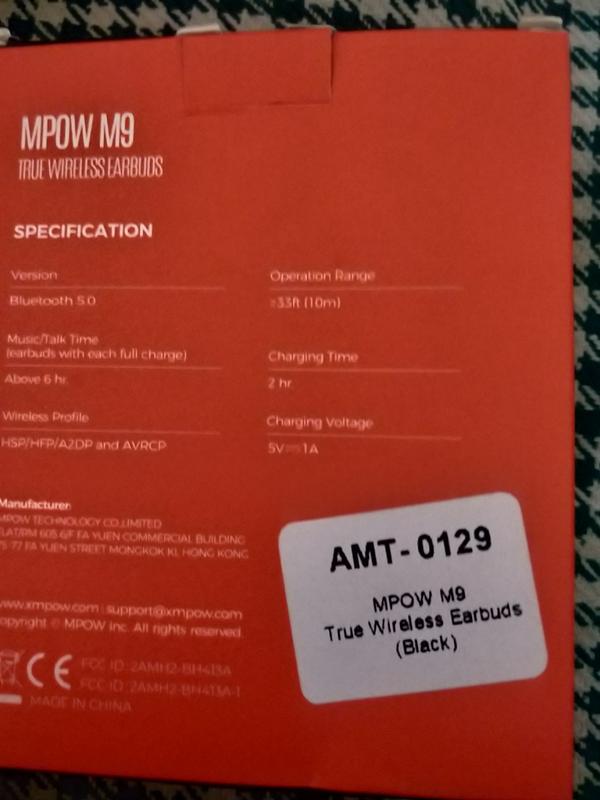 MPOW M9
TRUE WIRELESS EARBUDS
SPECIFICATION
Version
Bluetooth 5.0
Operation Range
≥33ft (10m)
Music/Talk Time
(earbuds with each full charge)
Above 6 hr.
Charging Time
2 hr
Wireless Profile
HSP/HFP/A2DP and AVRCP
Charging Voltage
5V⎓1A
Manufacturer:
MPOW TECHNOLOGY CO.,LIMITED
FLAT/RM 605 6/F FA YUEN COMMERCIAL BUILDING
75-77 FA YUEN STREET MONGKOK KL HONG KONG
www.xmpow.com | support@xmpow.com
Copyright © MPOW Inc. All rights reserved.
CE
FCC ID: 2AMH2-BH413A
FCC ID: 2AMH2-BH413A-1
MADE IN CHINA
AMT-0129
MPOW M9
True Wireless Earbuds
(Black)